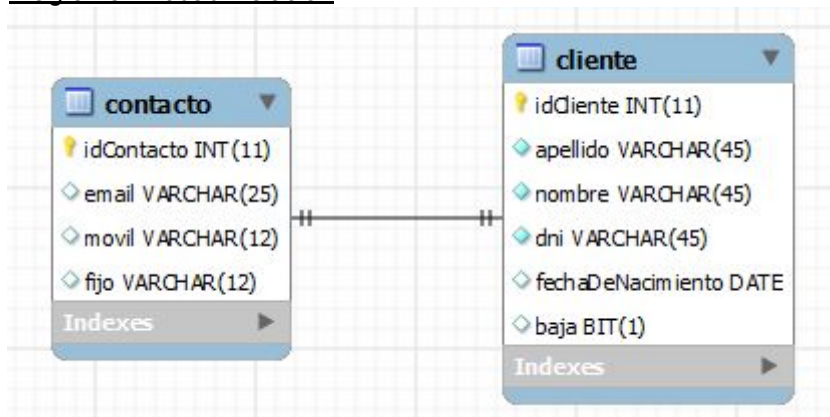 contacto
idContacto INT(11)
email VARCHAR(25)
movil VARCHAR(12)
fijo VARCHAR(12)
Indexes
cliente
idCliente INT(11)
apellido VARCHAR(45)
nombre VARCHAR(45)
dni VARCHAR(45)
fechaDeNacimiento DATE
baja BIT(1)
Indexes